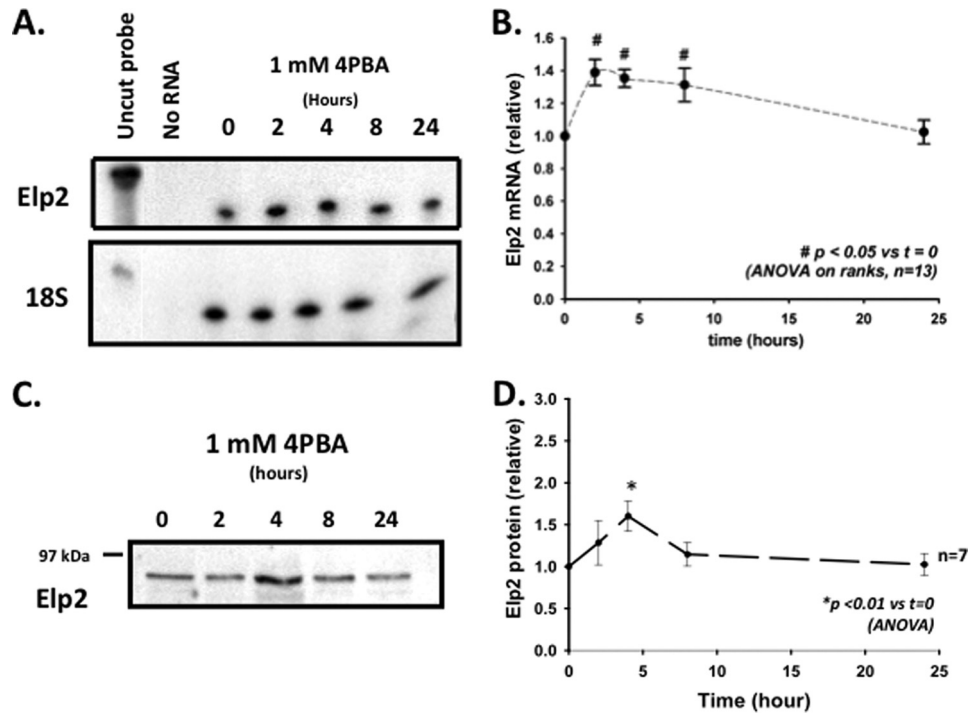 A.
Uncut probe
No RNA
1 mM 4PBA
(Hours)
0 2 4 8 24
Elp2
18S
B.
Elp2 mRNA (relative)
1.6
1.4
1.2
1.0
0.8
0.6
0.4
0.2
0.0
# # #
# p < 0.05 vs t = 0
(ANOVA on ranks, n=13)
0 5 10 15 20 25
time (hours)
C.
1 mM 4PBA
(hours)
0 2 4 8 24
97 kDa
Elp2
D.
Elp2 protein (relative)
3.0
2.5
2.0
1.5
1.0
0.5
0.0
*
n=7
*p <0.01 vs t=0
(ANOVA)
0 5 10 15 20 25
Time (hour)